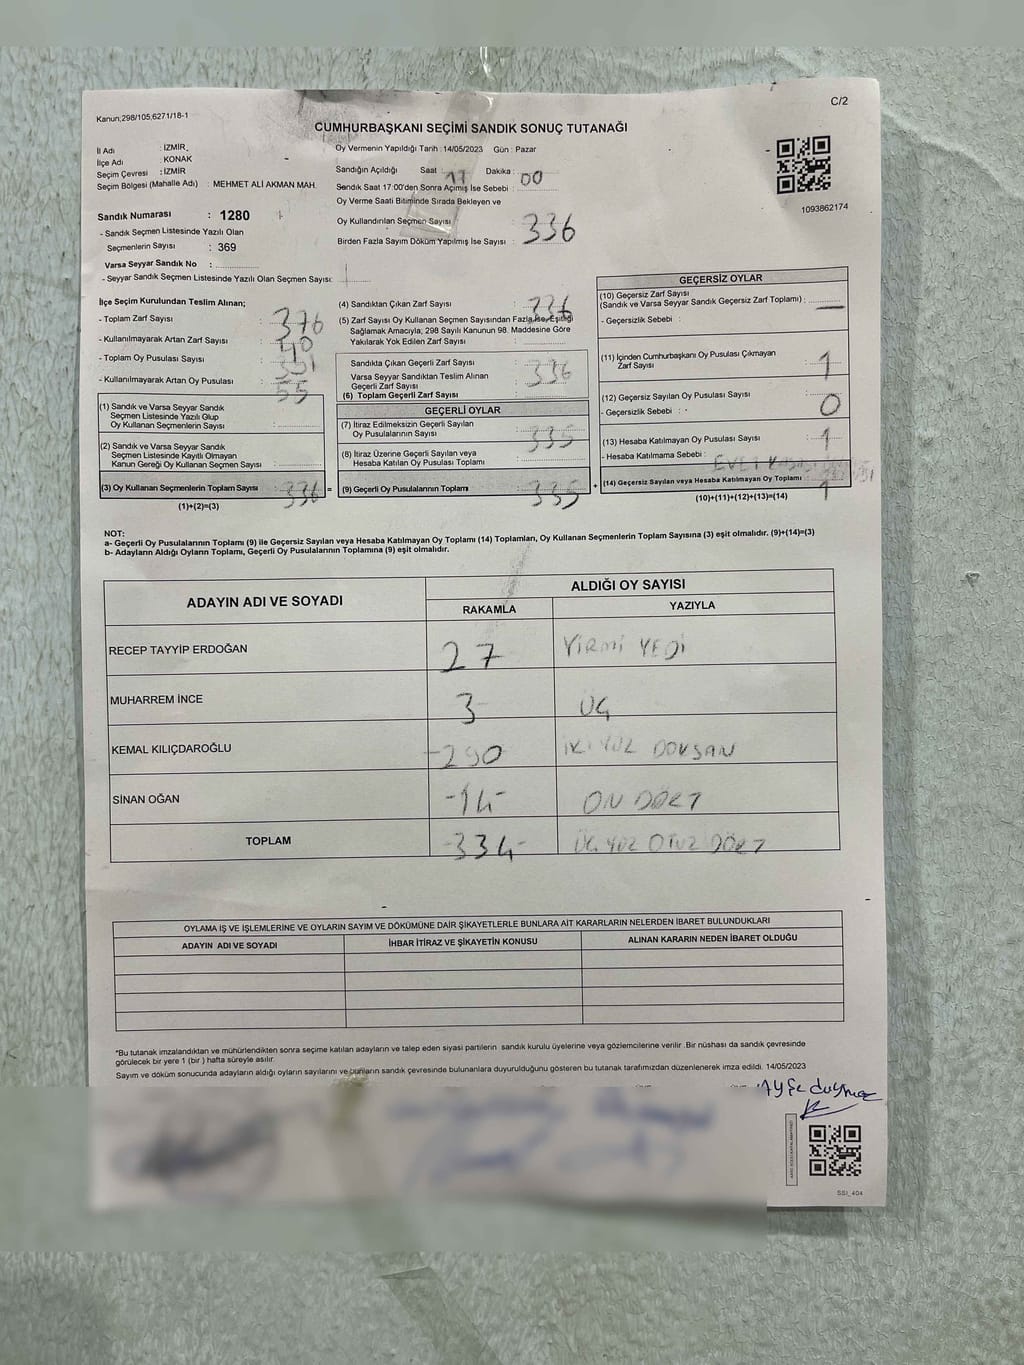 C/2
Kanun;298/105,6271/18-1
CUMHURBAŞKANI SEÇİMİ SANDIK SONUÇ TUTANAĞI
İl Adı : İZMİR
İlçe Adı : KONAK
Seçim Çevresi : İZMİR
Seçim Bölgesi (Mahalle Adı) : MEHMET ALİ AKMAN MAH.
Sandık Numarası : 1280
- Sandık Seçmen Listesinde Yazılı Olan
Seçmenlerin Sayısı : 369
Varsa Seyyar Sandık No :
- Seyyar Sandık Seçmen Listesinde Yazılı Olan Seçmen Sayısı:
Oy Vermenin Yapıldığı Tarih : 14/05/2023 Gün : Pazar
Sandığın Açıldığı Saat 17 Dakika : 00
Sandık Saat 17:00'den Sonra Açılmış İse Sebebi :
Oy Verme Saati Bitiminde Sırada Bekleyen ve
Oy Kullandırılan Seçmen Sayısı : 336
Birden Fazla Sayım Döküm Yapılmış İse Sayısı :
1093862174
İlçe Seçim Kurulundan Teslim Alınan;
- Toplam Zarf Sayısı : 376
- Kullanılmayarak Artan Zarf Sayısı : 40
- Toplam Oy Pusulası Sayısı :
- Kullanılmayarak Artan Oy Pusulası : 55
(1) Sandık ve Varsa Seyyar Sandık
Seçmen Listesinde Yazılı Olup
Oy Kullanan Seçmenlerin Sayısı :
(2) Sandık ve Varsa Seyyar Sandık
Seçmen Listesinde Kayıtlı Olmayan
Kanun Gereği Oy Kullanan Seçmen Sayısı :
(3) Oy Kullanan Seçmenlerin Toplam Sayısı : 336
(1)+(2)=(3)
(4) Sandıktan Çıkan Zarf Sayısı : 336
(5) Zarf Sayısı Oy Kullanan Seçmen Sayısından Fazla İse, Eşitliği
Sağlamak Amacıyla, 298 Sayılı Kanunun 98. Maddesine Göre
Yakılarak Yok Edilen Zarf Sayısı :
Sandıkta Çıkan Geçerli Zarf Sayısı : 336
Varsa Seyyar Sandıktan Teslim Alınan
Geçerli Zarf Sayısı
(6) Toplam Geçerli Zarf Sayısı :
GEÇERLİ OYLAR
(7) İtiraz Edilmeksizin Geçerli Sayılan
Oy Pusulalarının Sayısı : 335
(8) İtiraz Üzerine Geçerli Sayılan veya
Hesaba Katılan Oy Pusulası Toplamı :
= (9) Geçerli Oy Pusulalarının Toplamı : 335 +
GEÇERSİZ OYLAR
(10) Geçersiz Zarf Sayısı
(Sandık ve Varsa Seyyar Sandık Geçersiz Zarf Toplamı) : —
- Geçersizlik Sebebi :
(11) İçinden Cumhurbaşkanı Oy Pusulası Çıkmayan
Zarf Sayısı : 1
(12) Geçersiz Sayılan Oy Pusulası Sayısı : 0
- Geçersizlik Sebebi :
(13) Hesaba Katılmayan Oy Pusulası Sayısı : 1
- Hesaba Katılmama Sebebi : EVET
(14) Geçersiz Sayılan veya Hesaba Katılmayan Oy Toplamı : 1
(10)+(11)+(12)+(13)=(14)
NOT:
a- Geçerli Oy Pusulalarının Toplamı (9) ile Geçersiz Sayılan veya Hesaba Katılmayan Oy Toplamı (14) Toplamları, Oy Kullanan Seçmenlerin Toplam Sayısına (3) eşit olmalıdır. (9)+(14)=(3)
b- Adayların Aldığı Oyların Toplamı, Geçerli Oy Pusulalarının Toplamına (9) eşit olmalıdır.
ADAYIN ADI VE SOYADI ALDIĞI OY SAYISI
RAKAMLA YAZIYLA
RECEP TAYYİP ERDOĞAN 27 YİRMİ YEDİ
MUHARREM İNCE 3 ÜÇ
KEMAL KILIÇDAROĞLU -290 İKİ YÜZ DOKSAN
SİNAN OĞAN -14- ON DÖRT
TOPLAM -334- ÜÇ YÜZ OTUZ DÖRT
OYLAMA İŞ VE İŞLEMLERİNE VE OYLARIN SAYIM VE DÖKÜMÜNE DAİR ŞİKAYETLERLE BUNLARA AİT KARARLARIN NELERDEN İBARET BULUNDUKLARI
ADAYIN ADI VE SOYADI İHBAR İTİRAZ VE ŞİKAYETİN KONUSU ALINAN KARARIN NEDEN İBARET OLDUĞU
*Bu tutanak imzalandıktan ve mühürlendikten sonra seçime katılan adayların ve talep eden siyasi partilerin sandık kurulu üyelerine veya gözlemcilerine verilir .Bir nüshası da sandık çevresinde
görülecek bir yere 1 (bir ) hafta süreyle asılır.
Sayım ve döküm sonucunda adayların aldığı oyların sayılarını ve bunların sandık çevresinde bulunanlara duyurulduğunu gösteren bu tutanak tarafımızdan düzenlenerek imza edildi. 14/05/2023
Ayşe duymaz
SSI_404